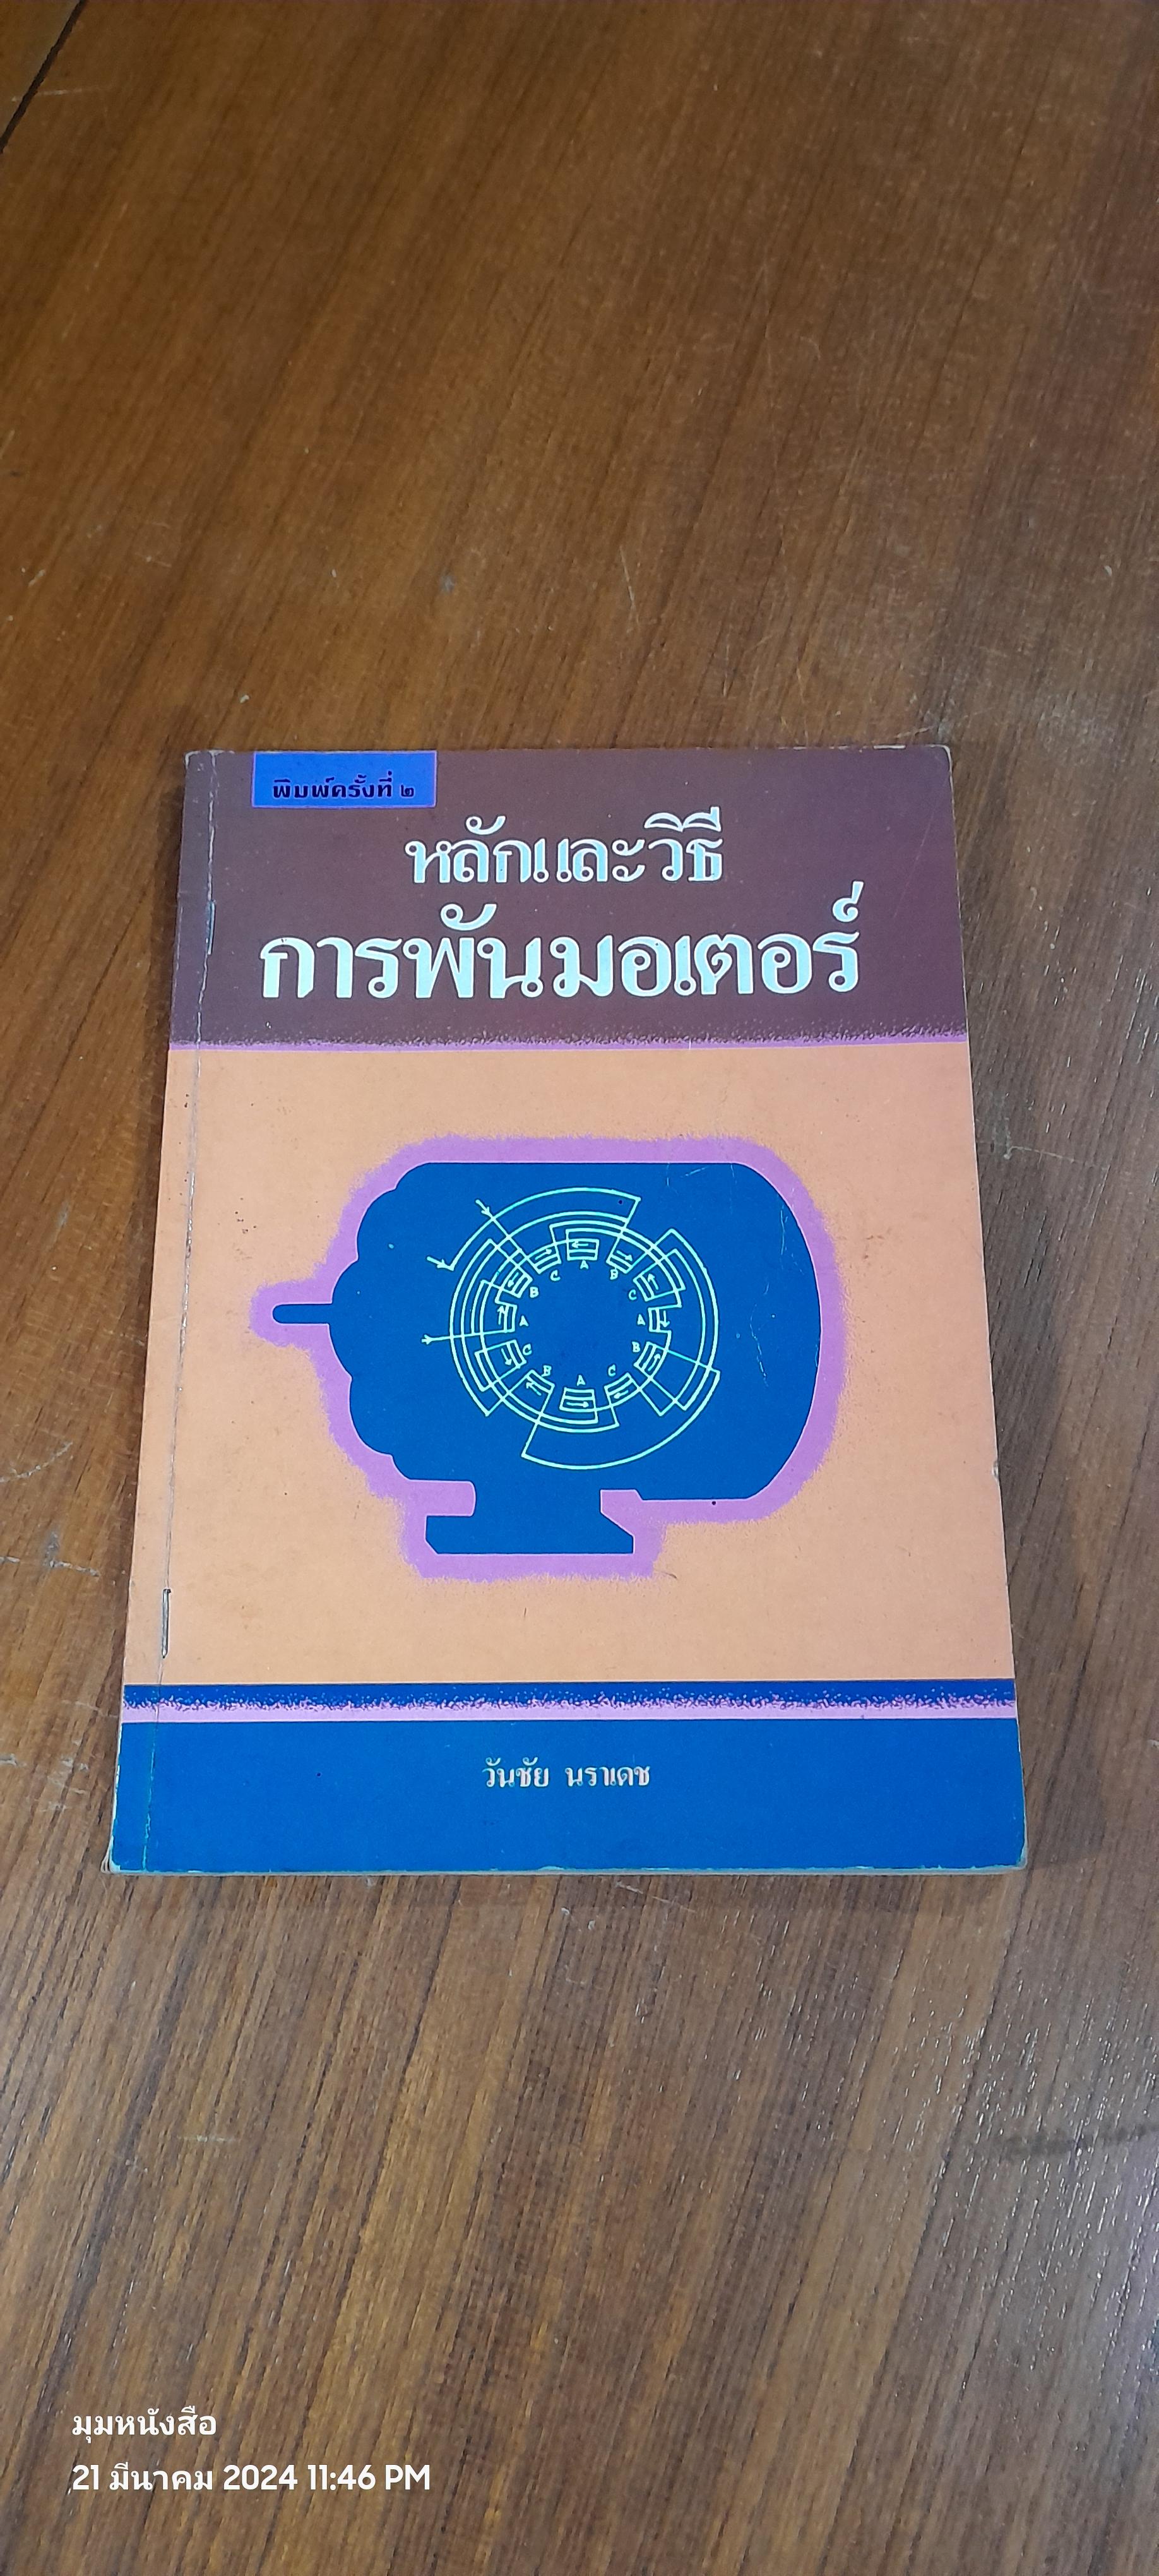 พิมพ์ครั้งที่ ๒
หลักและวิธี
การพันมอเตอร์
A
B
C
A
B
C
A
B
C
A
B
C
วันชัย นราเดช
มุมหนังสือ
21 มีนาคม 2024 11:46 PM